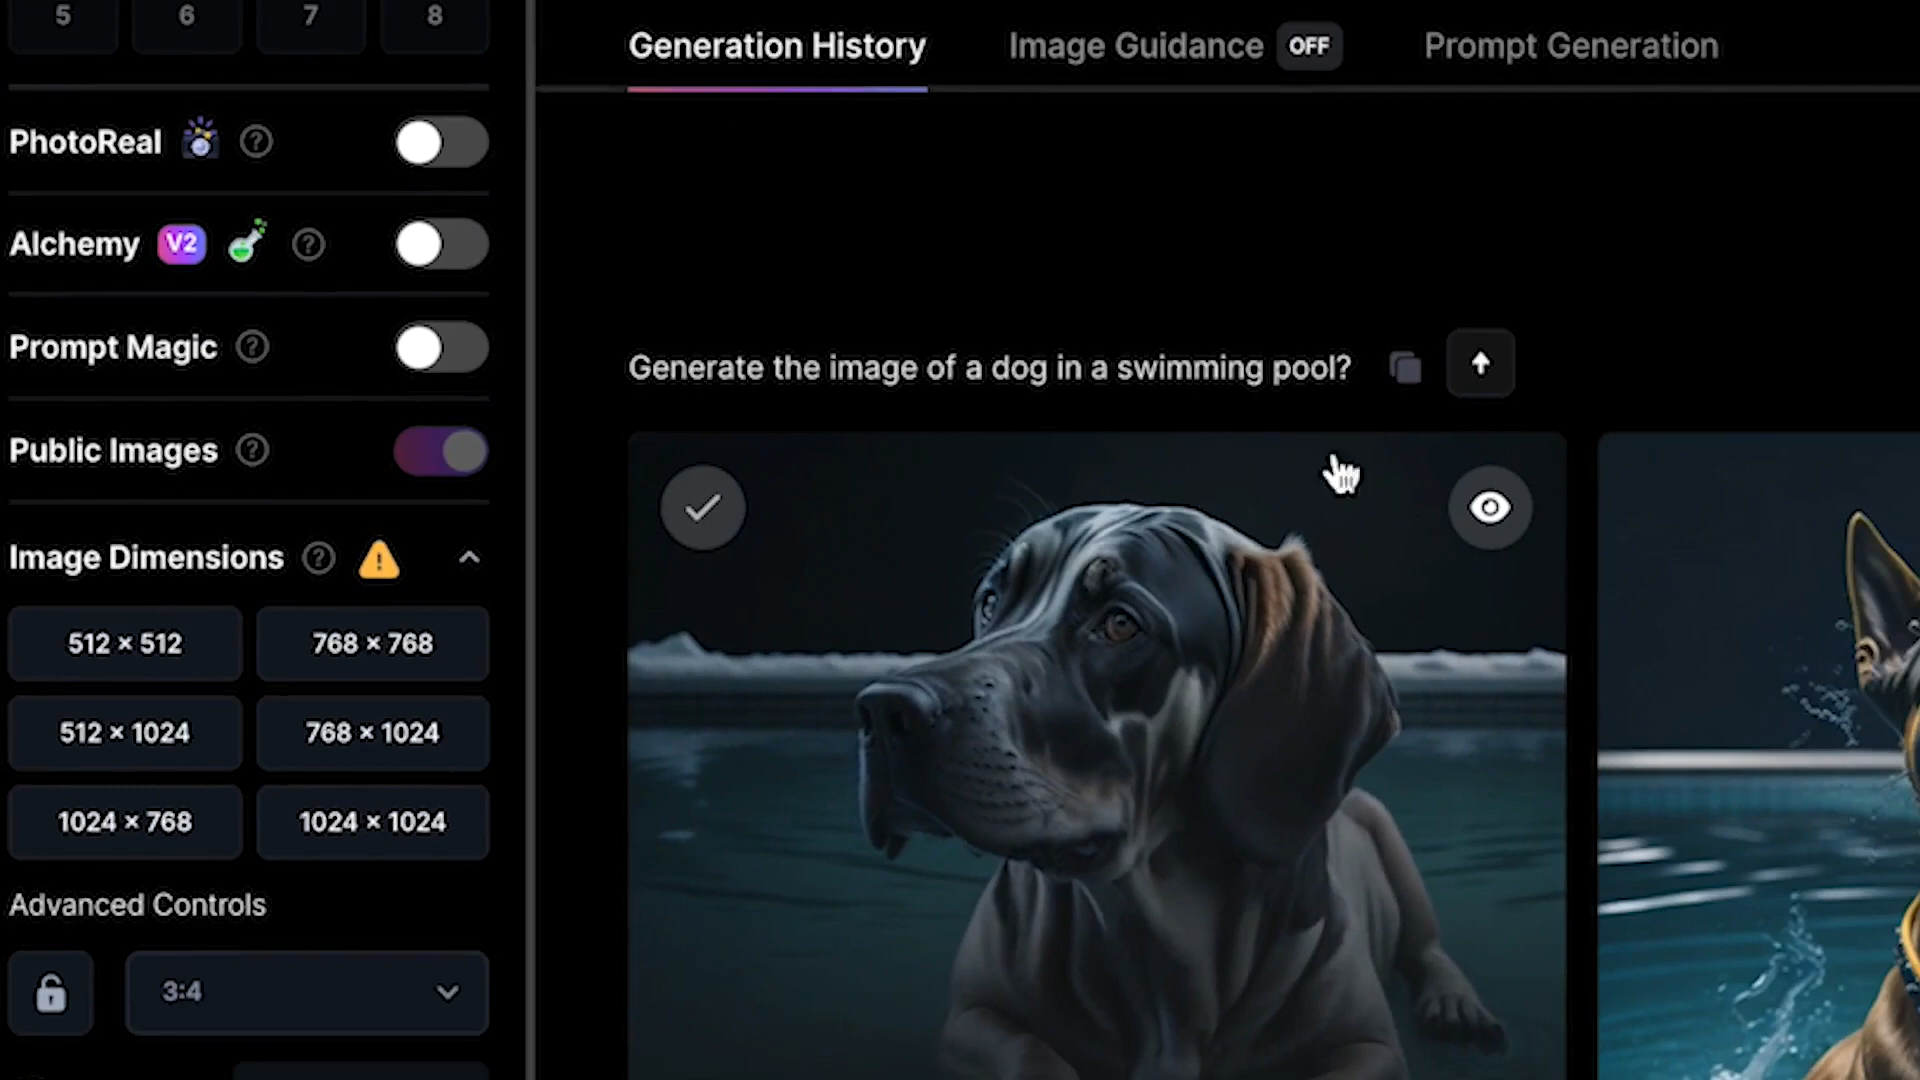 5 6 7 8
Generation History Image Guidance OFF Prompt Generation
PhotoReal ?
Alchemy V2 ?
Prompt Magic ?
Public Images ?
Generate the image of a dog in a swimming pool?
Image Dimensions ? !
512 × 512 768 × 768
512 × 1024 768 × 1024
1024 × 768 1024 × 1024
Advanced Controls
3:4